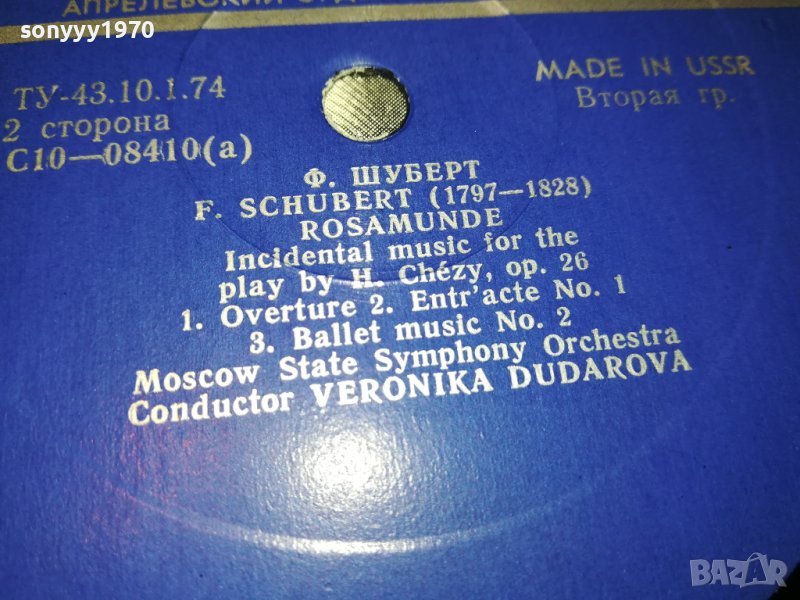 sonyyy1970
АПРЕЛЕВСКИЙ
ТУ-43.10.1.74
2 сторона
С10—08410(а)
MADE IN USSR
Вторая гр.
Ф. ШУБЕРТ
F. SCHUBERT (1797—1828)
ROSAMUNDE
Incidental music for the
play by H. Chézy, op. 26
1. Overture 2. Entr'acte No. 1
3. Ballet music No. 2
Moscow State Symphony Orchestra
Conductor VERONIKA DUDAROVA
BAZAR